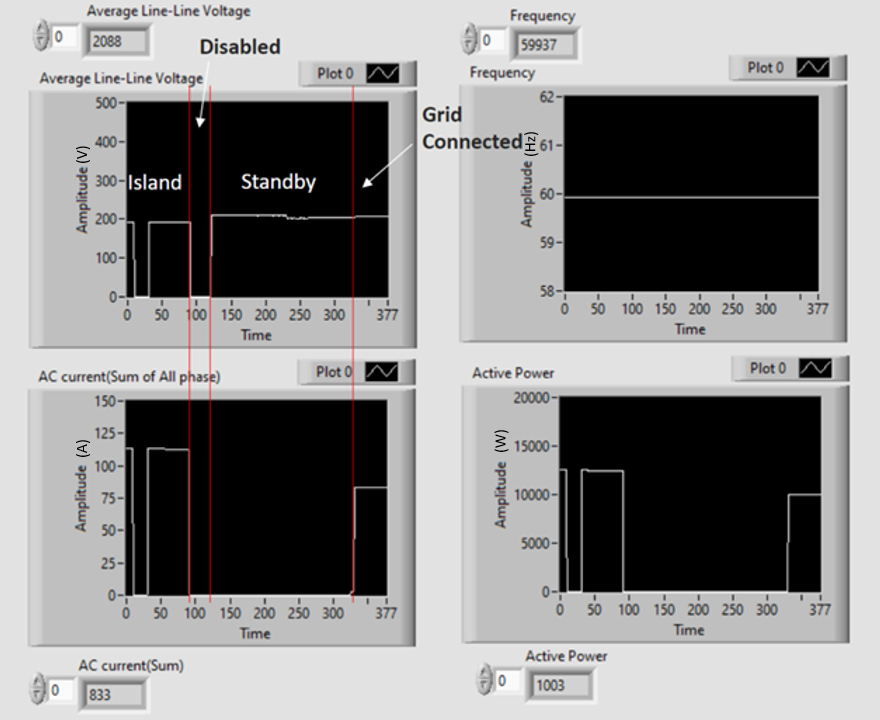 Average Line-Line Voltage
0
2088
Disabled
Average Line-Line Voltage
Plot 0
Amplitude (V)
500
400
300
200
100
0
Island
Standby
Grid
Connected
0
50
100
150
200
250
300
377
Time
Frequency
0
59937
Frequency
Plot 0
Amplitude (Hz)
62
61
60
59
58
0
50
100
150
200
250
300
377
Time
AC current(Sum of All phase)
Plot 0
Amplitude (A)
150
125
100
75
50
25
0
0
50
100
150
200
250
300
377
Time
AC current(Sum)
0
833
Active Power
Plot 0
Amplitude (W)
20000
15000
10000
5000
0
0
50
100
150
200
250
300
377
Time
Active Power
0
1003